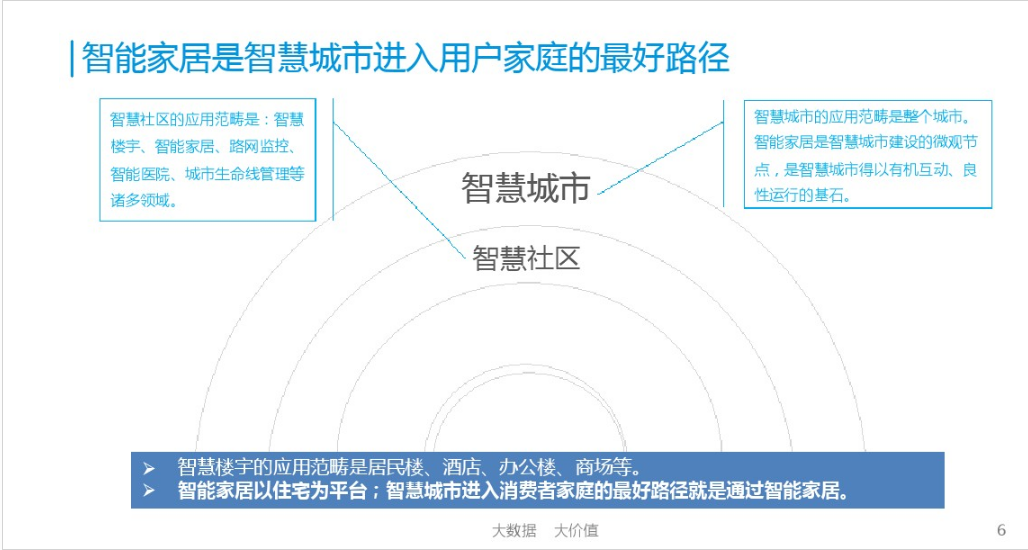 智能家居是智慧城市进入用户家庭的最好路径
智慧社区的应用范畴是：智慧
楼宇、智能家居、路网监控、
智能医院、城市生命线管理等
诸多领域。
智慧城市的应用范畴是整个城市。
智能家居是智慧城市建设的微观节
点，是智慧城市得以有机互动、良
性运行的基石。
智慧城市
智慧社区
➢ 智慧楼宇的应用范畴是居民楼、酒店、办公楼、商场等。
➢ 智能家居以住宅为平台；智慧城市进入消费者家庭的最好路径就是通过智能家居。
大数据 大价值
6